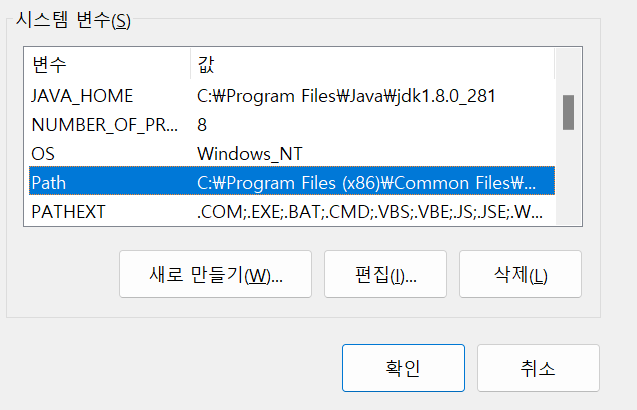 시스템 변수(S)
변수 값
JAVA_HOME C:₩Program Files₩Java₩jdk1.8.0_281
NUMBER_OF_PR... 8
OS Windows_NT
Path C:₩Program Files (x86)₩Common Files₩...
PATHEXT .COM;.EXE;.BAT;.CMD;.VBS;.VBE;.JS;.JSE;.W...
새로 만들기(W)... 편집(I)... 삭제(L)
확인 취소